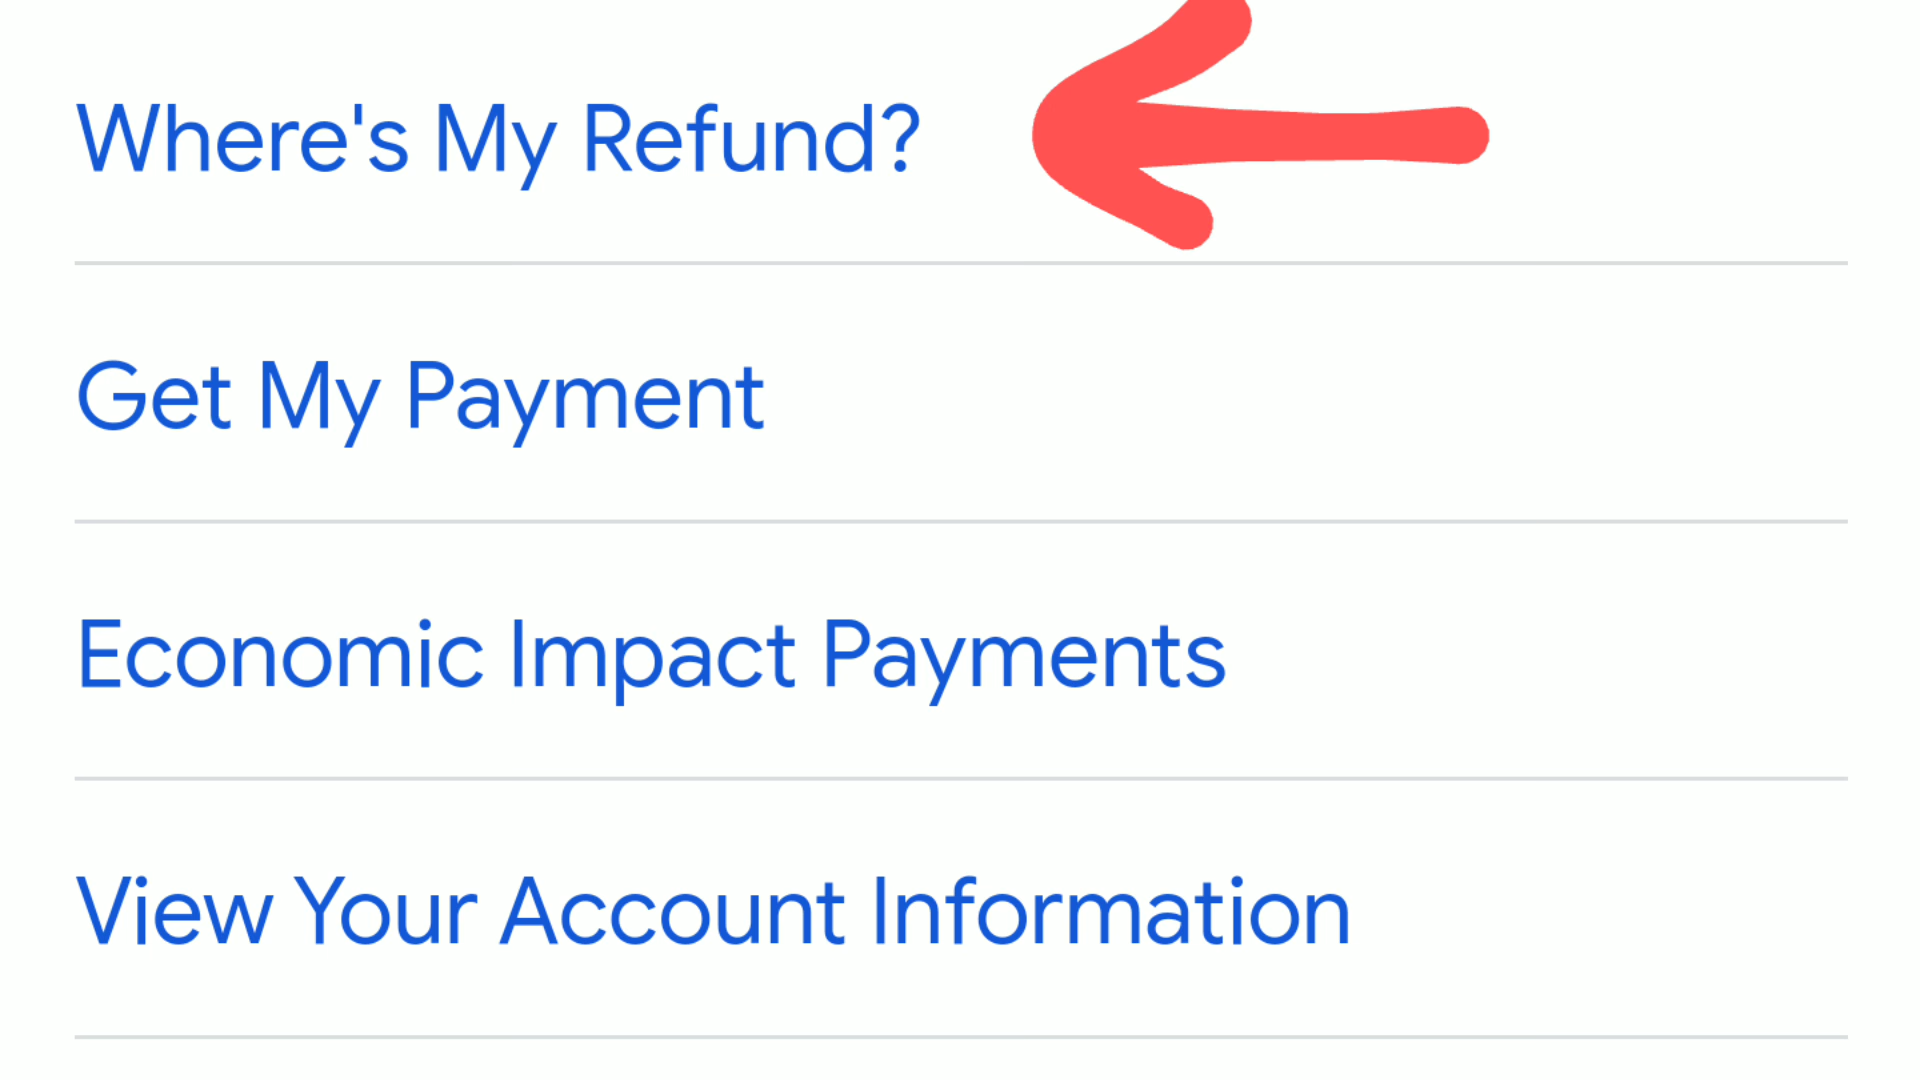 Where's My Refund?
Get My Payment
Economic Impact Payments
View Your Account Information